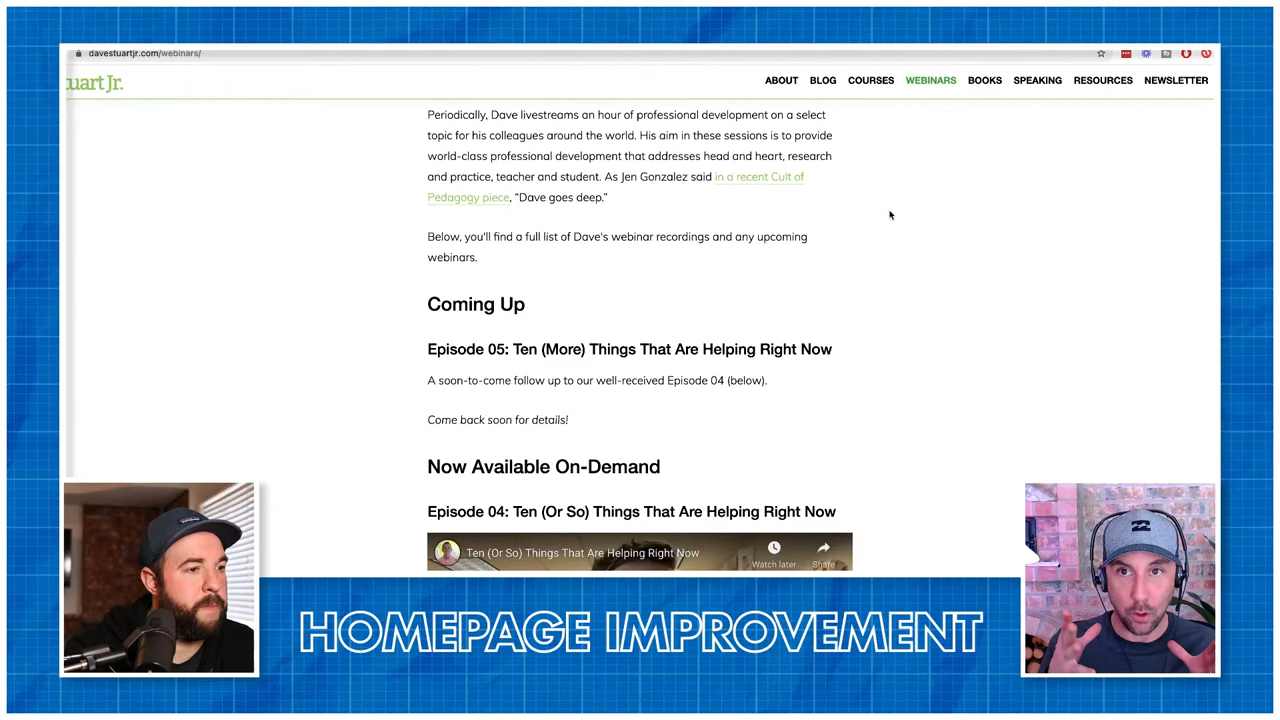 davestuartjr.com/webinars/
tuart Jr.
ABOUT BLOG COURSES WEBINARS BOOKS SPEAKING RESOURCES NEWSLETTER
Periodically, Dave livestreams an hour of professional development on a select
topic for his colleagues around the world. His aim in these sessions is to provide
world-class professional development that addresses head and heart, research
and practice, teacher and student. As Jen Gonzalez said in a recent Cult of
Pedagogy piece, “Dave goes deep.”
Below, you'll find a full list of Dave's webinar recordings and any upcoming
webinars.
Coming Up
Episode 05: Ten (More) Things That Are Helping Right Now
A soon-to-come follow up to our well-received Episode 04 (below).
Come back soon for details!
Now Available On-Demand
Episode 04: Ten (Or So) Things That Are Helping Right Now
Ten (Or So) Things That Are Helping Right Now
Watch later Share
HOMEPAGE IMPROVEMENT